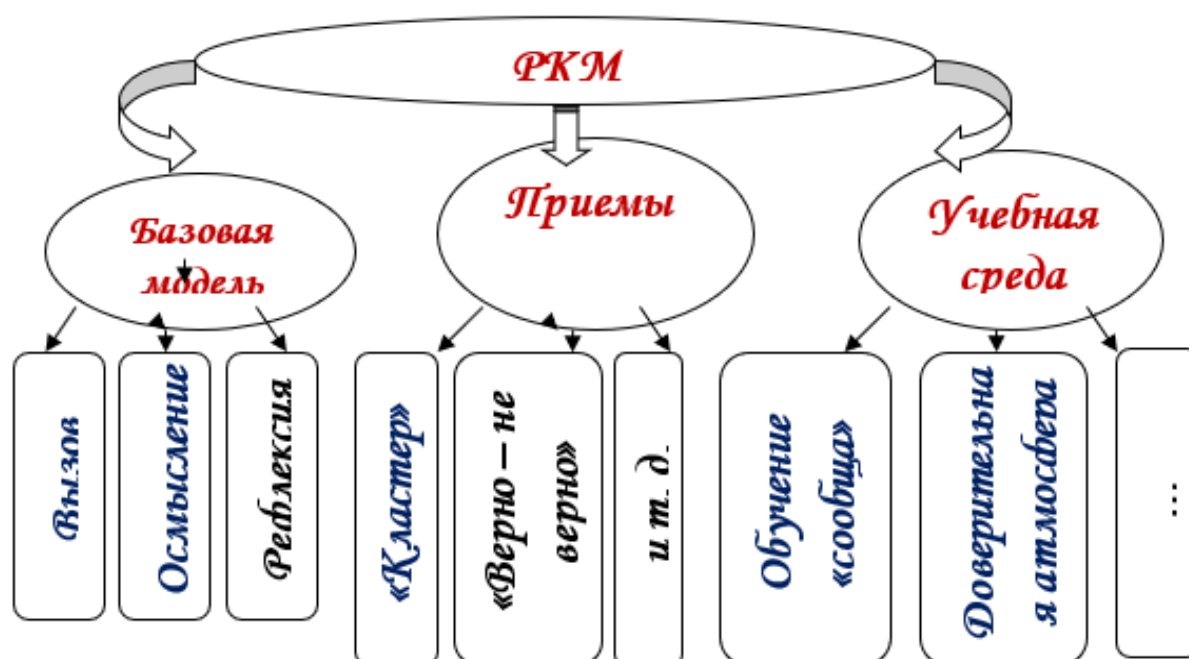 РКМ
Базовая
модель
Приемы
Учебная
среда
Вызов
Осмысление
Рефлексия
«Кластер»
«Верно – не
верно»
и т. д.
Обучение
«сообща»
Доверительна
я атмосфера
...